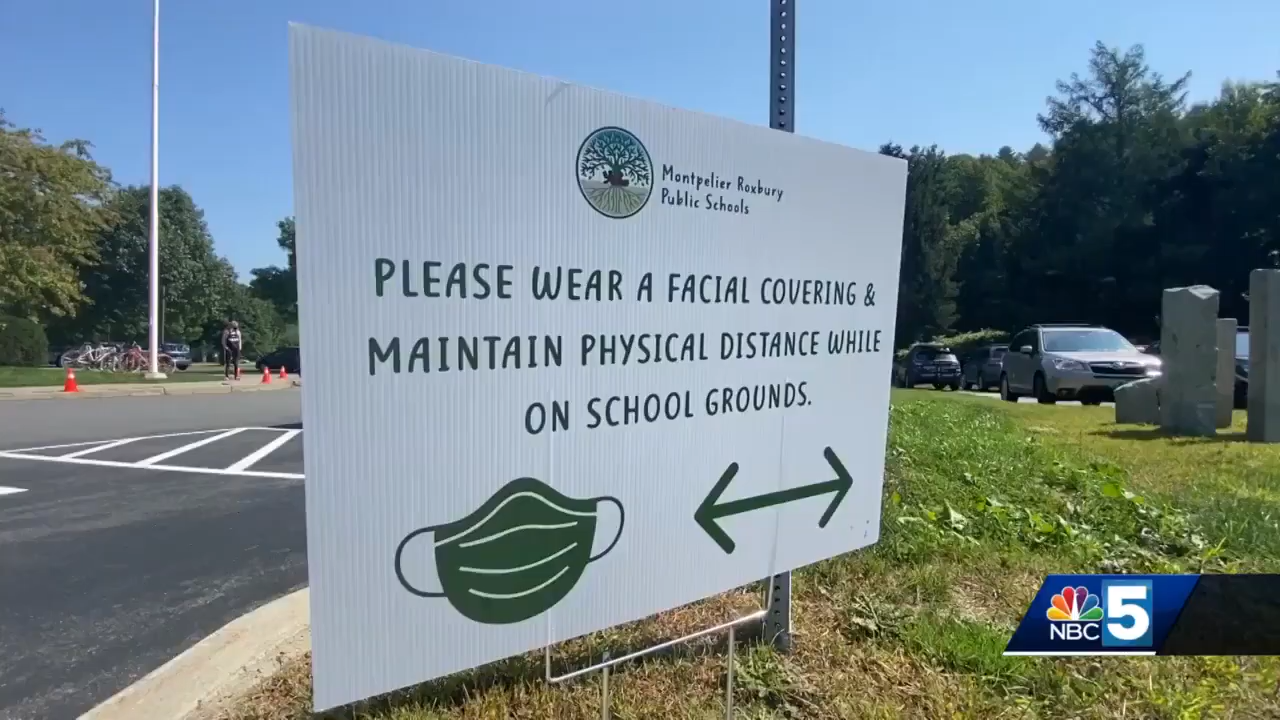 Montpelier Roxbury
Public Schools
PLEASE WEAR A FACIAL COVERING &
MAINTAIN PHYSICAL DISTANCE WHILE
ON SCHOOL GROUNDS.
NBC 5